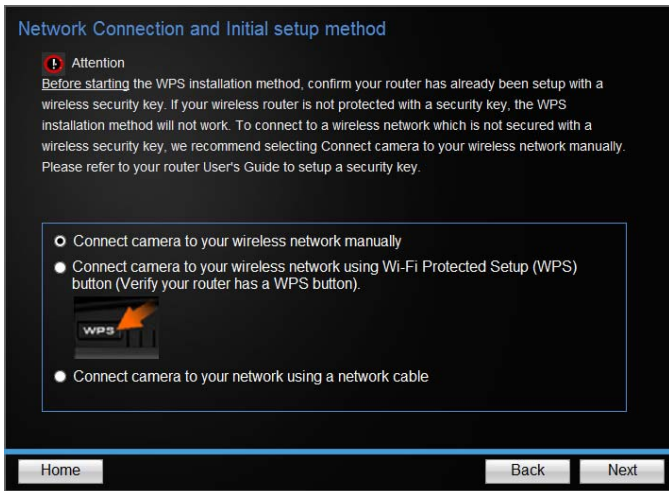 Network Connection and Initial setup method
Attention
Before starting the WPS installation method, confirm your router has already been setup with a
wireless security key. If your wireless router is not protected with a security key, the WPS
installation method will not work. To connect to a wireless network which is not secured with a
wireless security key, we recommend selecting Connect camera to your wireless network manually.
Please refer to your router User's Guide to setup a security key.
Connect camera to your wireless network manually
Connect camera to your wireless network using Wi-Fi Protected Setup (WPS)
button (Verify your router has a WPS button).
WPS
Connect camera to your network using a network cable
Home
Back
Next